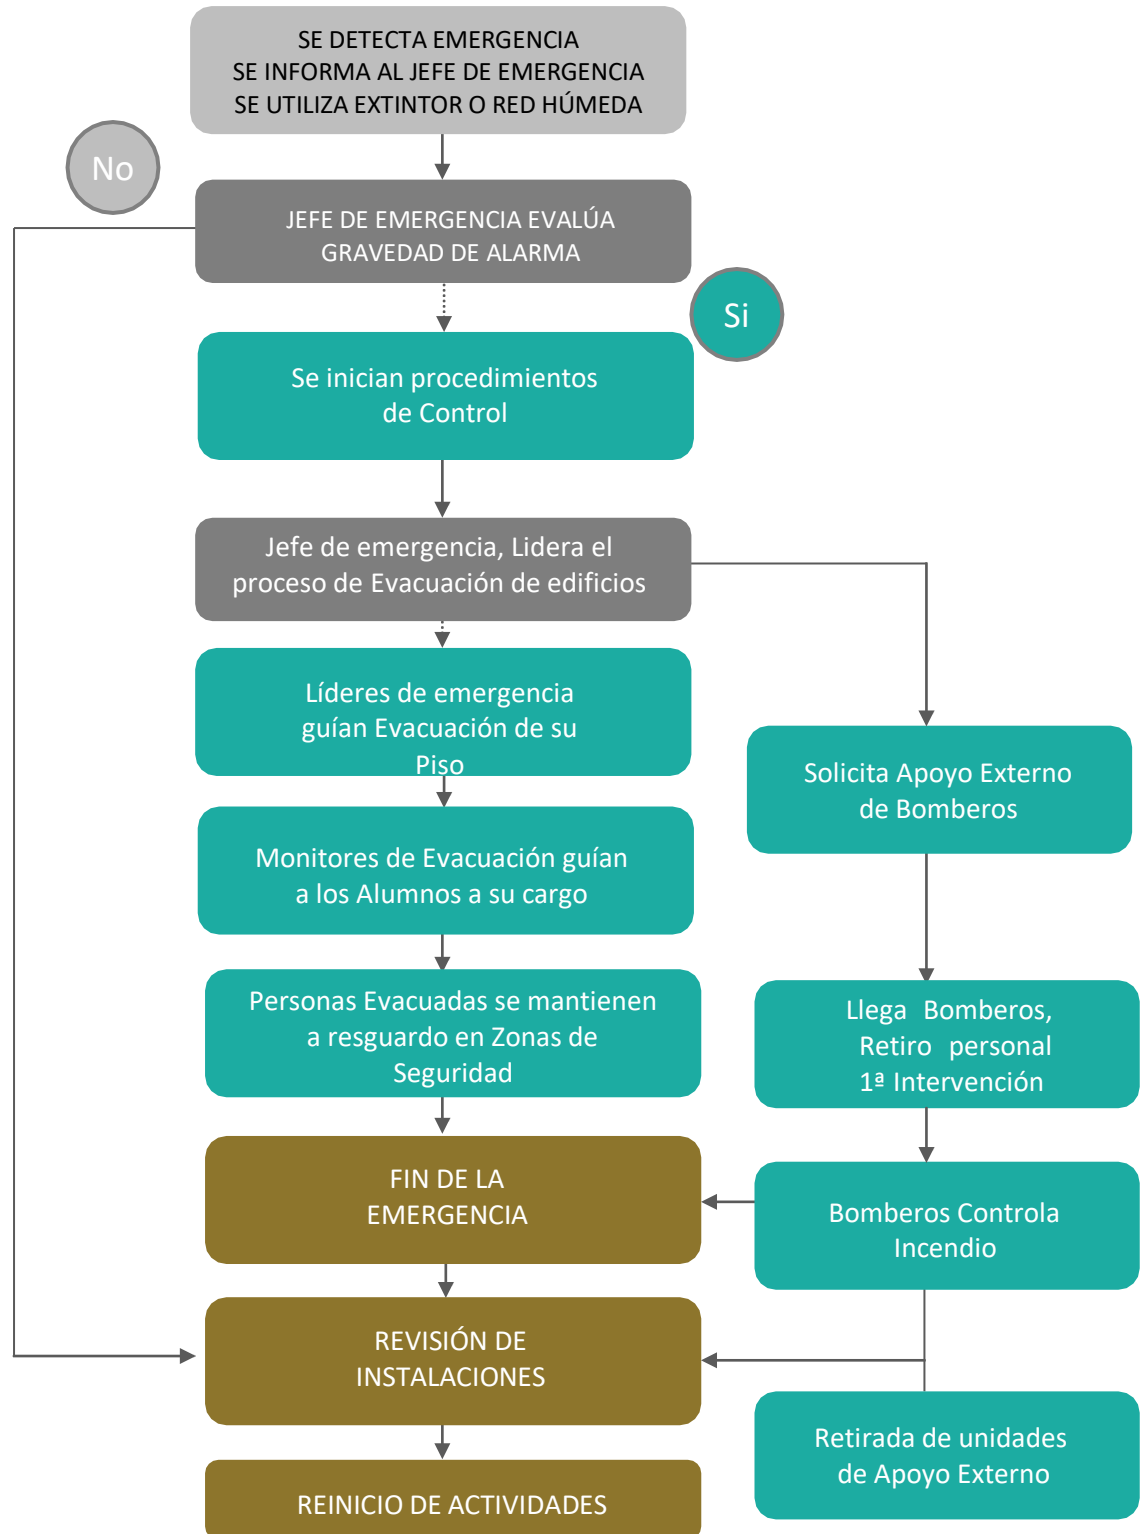 SE DETECTA EMERGENCIA
SE INFORMA AL JEFE DE EMERGENCIA
SE UTILIZA EXTINTOR O RED HÚMEDA
No
JEFE DE EMERGENCIA EVALÚA
GRAVEDAD DE ALARMA
Si
Se inician procedimientos
de Control
Jefe de emergencia, Lidera el
proceso de Evacuación de edificios
Líderes de emergencia
guían Evacuación de su
Piso
Solicita Apoyo Externo
de Bomberos
Monitores de Evacuación guían
a los Alumnos a su cargo
Personas Evacuadas se mantienen
a resguardo en Zonas de
Seguridad
Llega Bomberos,
Retiro personal
1ª Intervención
FIN DE LA
EMERGENCIA
Bomberos Controla
Incendio
REVISIÓN DE
INSTALACIONES
Retirada de unidades
de Apoyo Externo
REINICIO DE ACTIVIDADES